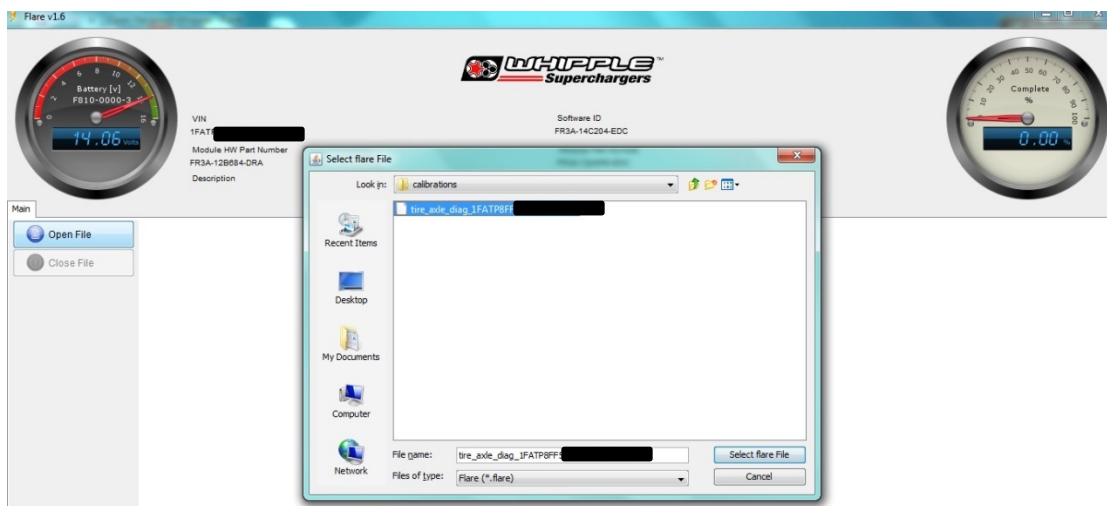 Flare v1.6
Battery [v]
F810-0000-3
14.06 Volts
WHIPPLE™
Superchargers
Complete
%
0.00 %
VIN
1FATF
Module HW Part Number
FR3A-12B684-DRA
Description
Software ID
FR3A-14C204-EDC
Main
Open File
Close File
Select flare File
Look in:
calibrations
tire_axle_diag_1FATP8FF
Recent Items
Desktop
My Documents
Computer
Network
File name:
tire_axle_diag_1FATP8FF5
Select flare File
Files of type:
Flare (*.flare)
Cancel